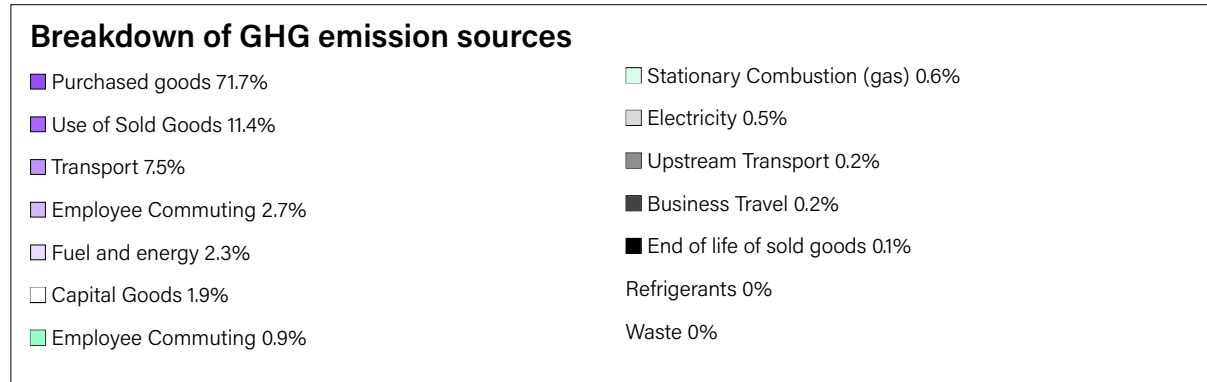 Breakdown of GHG emission sources
Purchased goods 71.7%
Use of Sold Goods 11.4%
Transport 7.5%
Employee Commuting 2.7%
Fuel and energy 2.3%
Capital Goods 1.9%
Employee Commuting 0.9%
Stationary Combustion (gas) 0.6%
Electricity 0.5%
Upstream Transport 0.2%
Business Travel 0.2%
End of life of sold goods 0.1%
Refrigerants 0%
Waste 0%